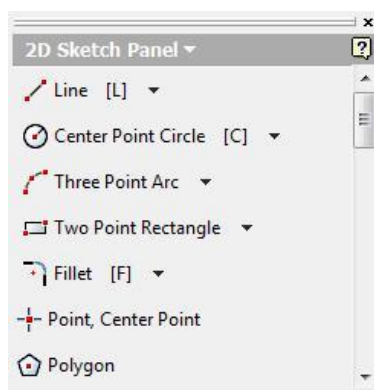 2D Sketch Panel
Line [L]
Center Point Circle [C]
Three Point Arc
Two Point Rectangle
Fillet [F]
Point, Center Point
Polygon